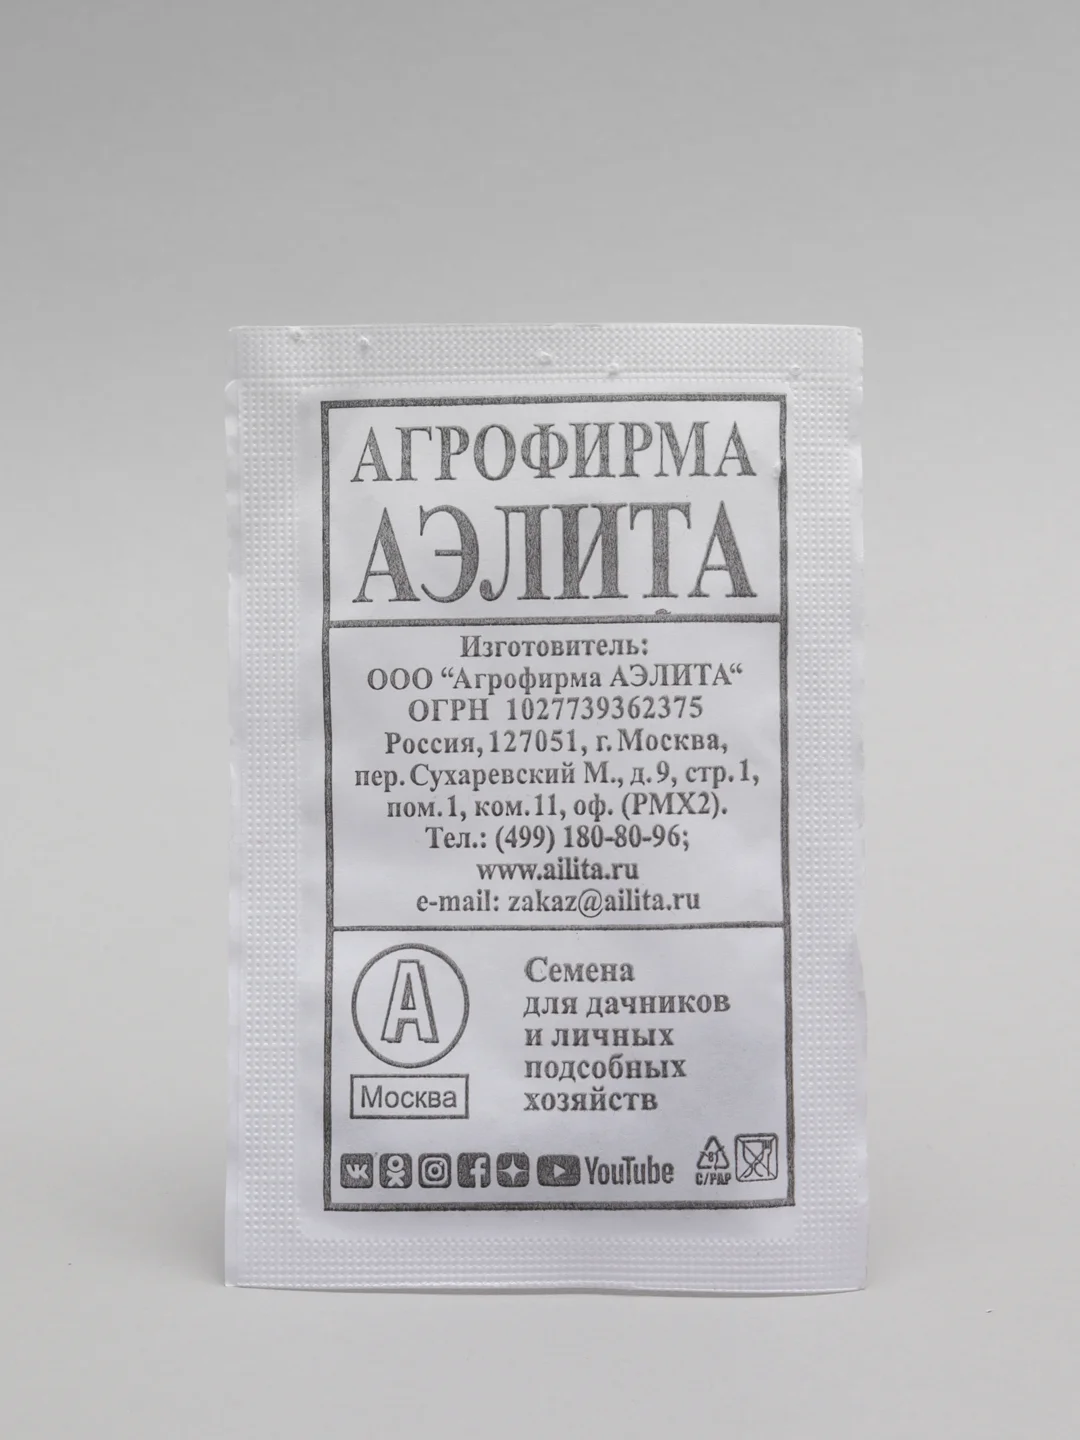 АГРОФИРМА
АЭЛИТА
Изготовитель:
ООО “Агрофирма АЭЛИТА“
ОГРН 1027739362375
Россия, 127051, г. Москва,
пер. Сухаревский М., д. 9, стр. 1,
пом. 1, ком. 11, оф. (РМХ2).
Тел.: (499) 180-80-96;
www.ailita.ru
e-mail: zakaz@ailita.ru
А
Москва
Семена
для дачников
и личных
подсобных
хозяйств
YouTube
81
C/PAP